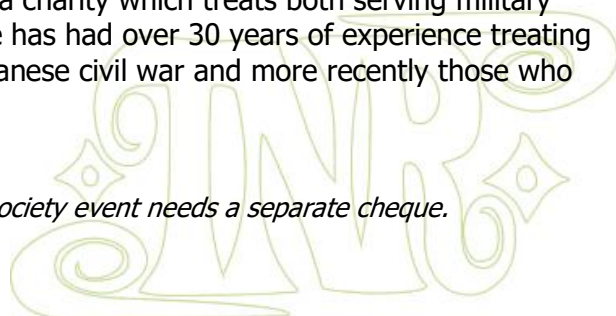 a charity which treats both serving military
e has had over 30 years of experience treating
anese civil war and more recently those who
ociety event needs a separate cheque.
INR